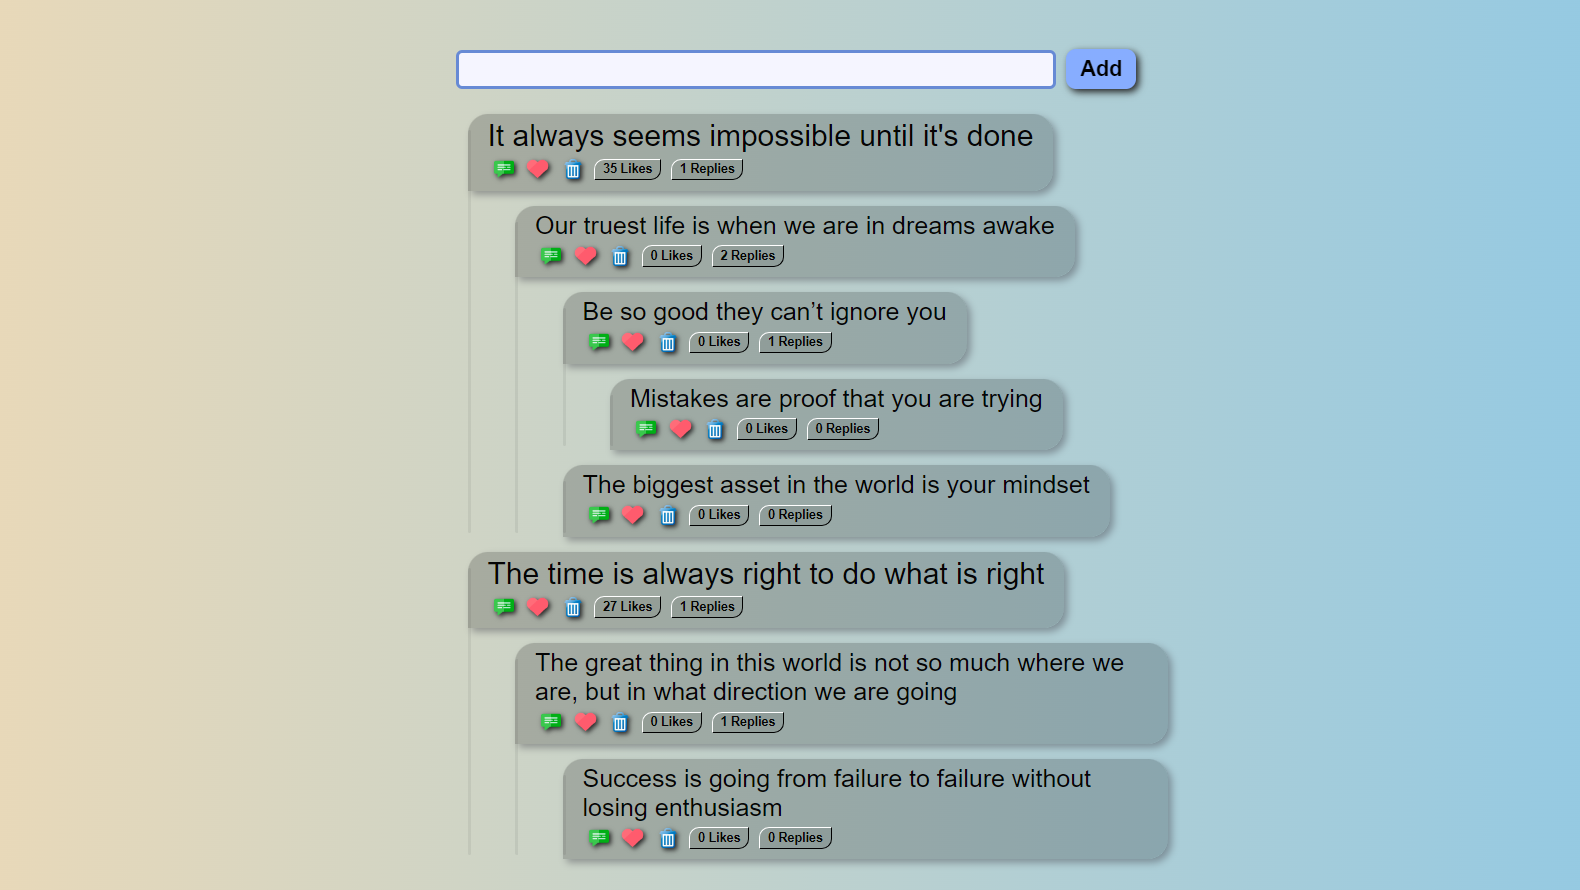 Add
It always seems impossible until it's done
35 Likes 1 Replies
Our truest life is when we are in dreams awake
0 Likes 2 Replies
Be so good they can’t ignore you
0 Likes 1 Replies
Mistakes are proof that you are trying
0 Likes 0 Replies
The biggest asset in the world is your mindset
0 Likes 0 Replies
The time is always right to do what is right
27 Likes 1 Replies
The great thing in this world is not so much where we
are, but in what direction we are going
0 Likes 1 Replies
Success is going from failure to failure without
losing enthusiasm
0 Likes 0 Replies